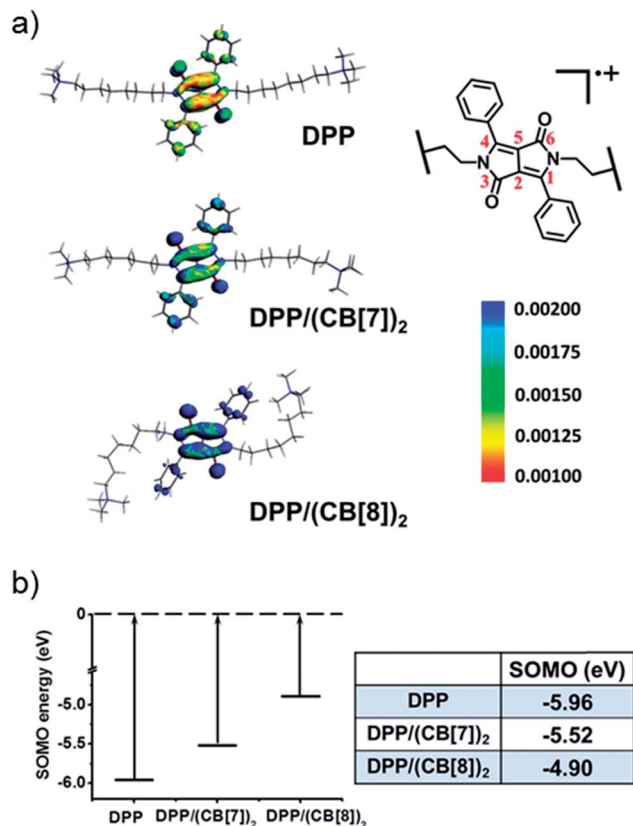 a)
DPP
DPP/(CB[7])₂
DPP/(CB[8])₂
•+
O
4 5 6
N N
3 2 1
O
0.00200
0.00175
0.00150
0.00125
0.00100
b)
SOMO energy (eV)
0
-5.0
-5.5
-6.0
DPP DPP/(CB[7])₂ DPP/(CB[8])₂
SOMO (eV)
DPP -5.96
DPP/(CB[7])₂ -5.52
DPP/(CB[8])₂ -4.90